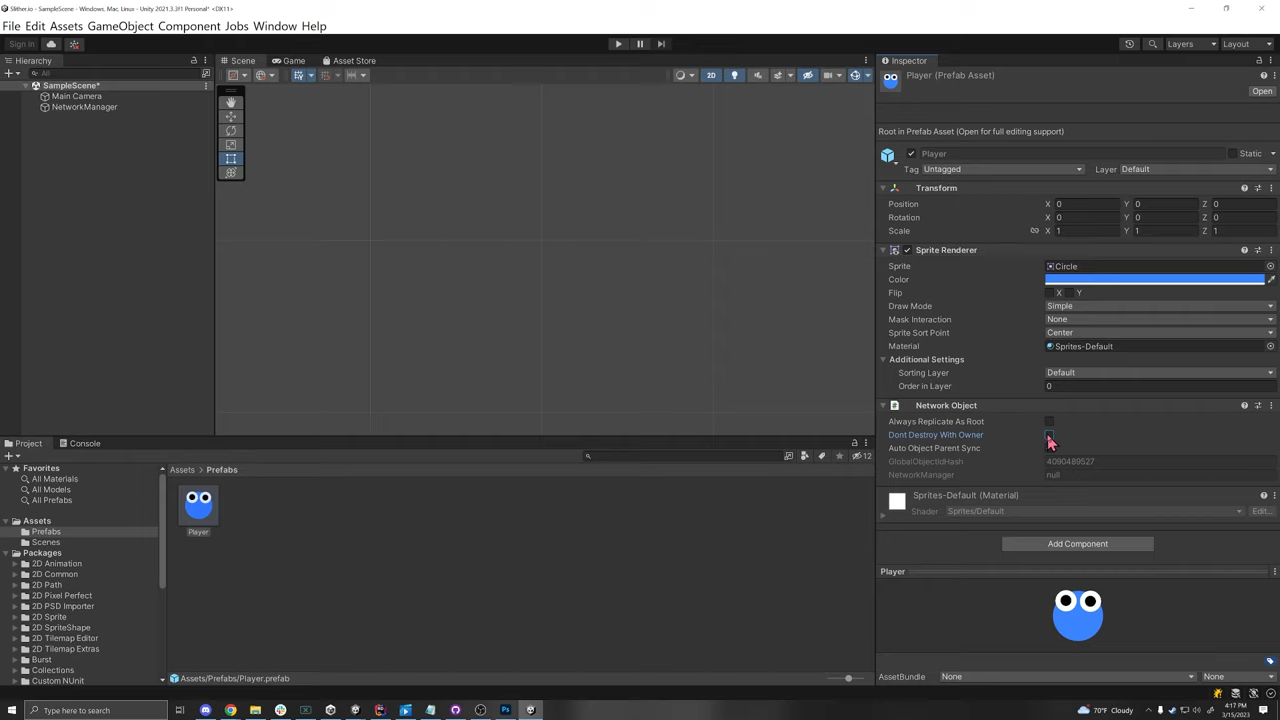 Slither.io - SampleScene - Windows, Mac, Linux - Unity 2021.3.3f1 Personal* <DX11>
File Edit Assets GameObject Component Jobs Window Help
Sign in
Layers
Layout
Hierarchy
All
SampleScene*
Main Camera
NetworkManager
Scene
Game
Asset Store
2D
Inspector
Player (Prefab Asset)
Open
Root in Prefab Asset (Open for full editing support)
Player
Static
Tag Untagged
Layer Default
Transform
Position X 0 Y 0 Z 0
Rotation X 0 Y 0 Z 0
Scale X 1 Y 1 Z 1
Sprite Renderer
Sprite Circle
Color
Flip X Y
Draw Mode Simple
Mask Interaction None
Sprite Sort Point Center
Material Sprites-Default
Additional Settings
Sorting Layer Default
Order in Layer 0
Network Object
Always Replicate As Root
Dont Destroy With Owner
Auto Object Parent Sync
GlobalObjectIdHash 4090489527
NetworkManager null
Sprites-Default (Material)
Shader Sprites/Default Edit...
Add Component
Player
AssetBundle None None
Project
Console
12
Favorites
All Materials
All Models
All Prefabs
Assets
Prefabs
Scenes
Packages
2D Animation
2D Common
2D Path
2D Pixel Perfect
2D PSD Importer
2D Sprite
2D SpriteShape
2D Tilemap Editor
2D Tilemap Extras
Burst
Collections
Custom NUnit
Assets > Prefabs
Player
Assets/Prefabs/Player.prefab
Type here to search
70°F Cloudy
4:17 PM
3/15/2023